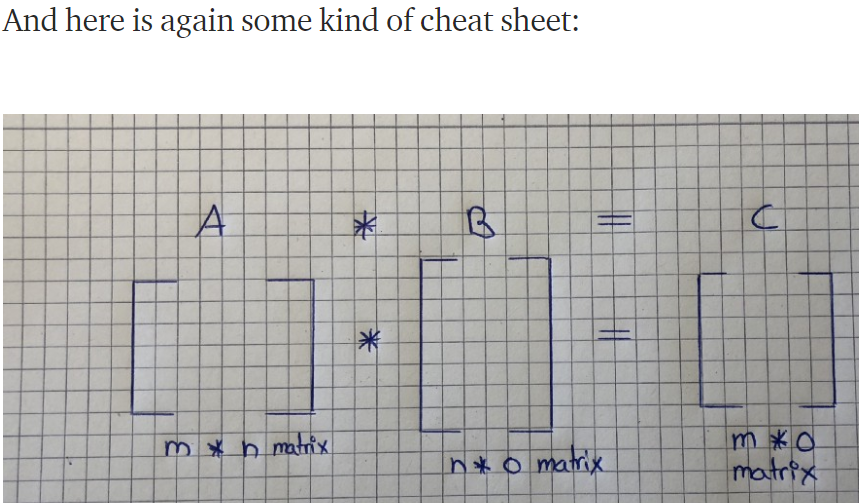 And here is again some kind of cheat sheet:
A * B = C
* =
m * n matrix
n * o matrix
m * o
matrix